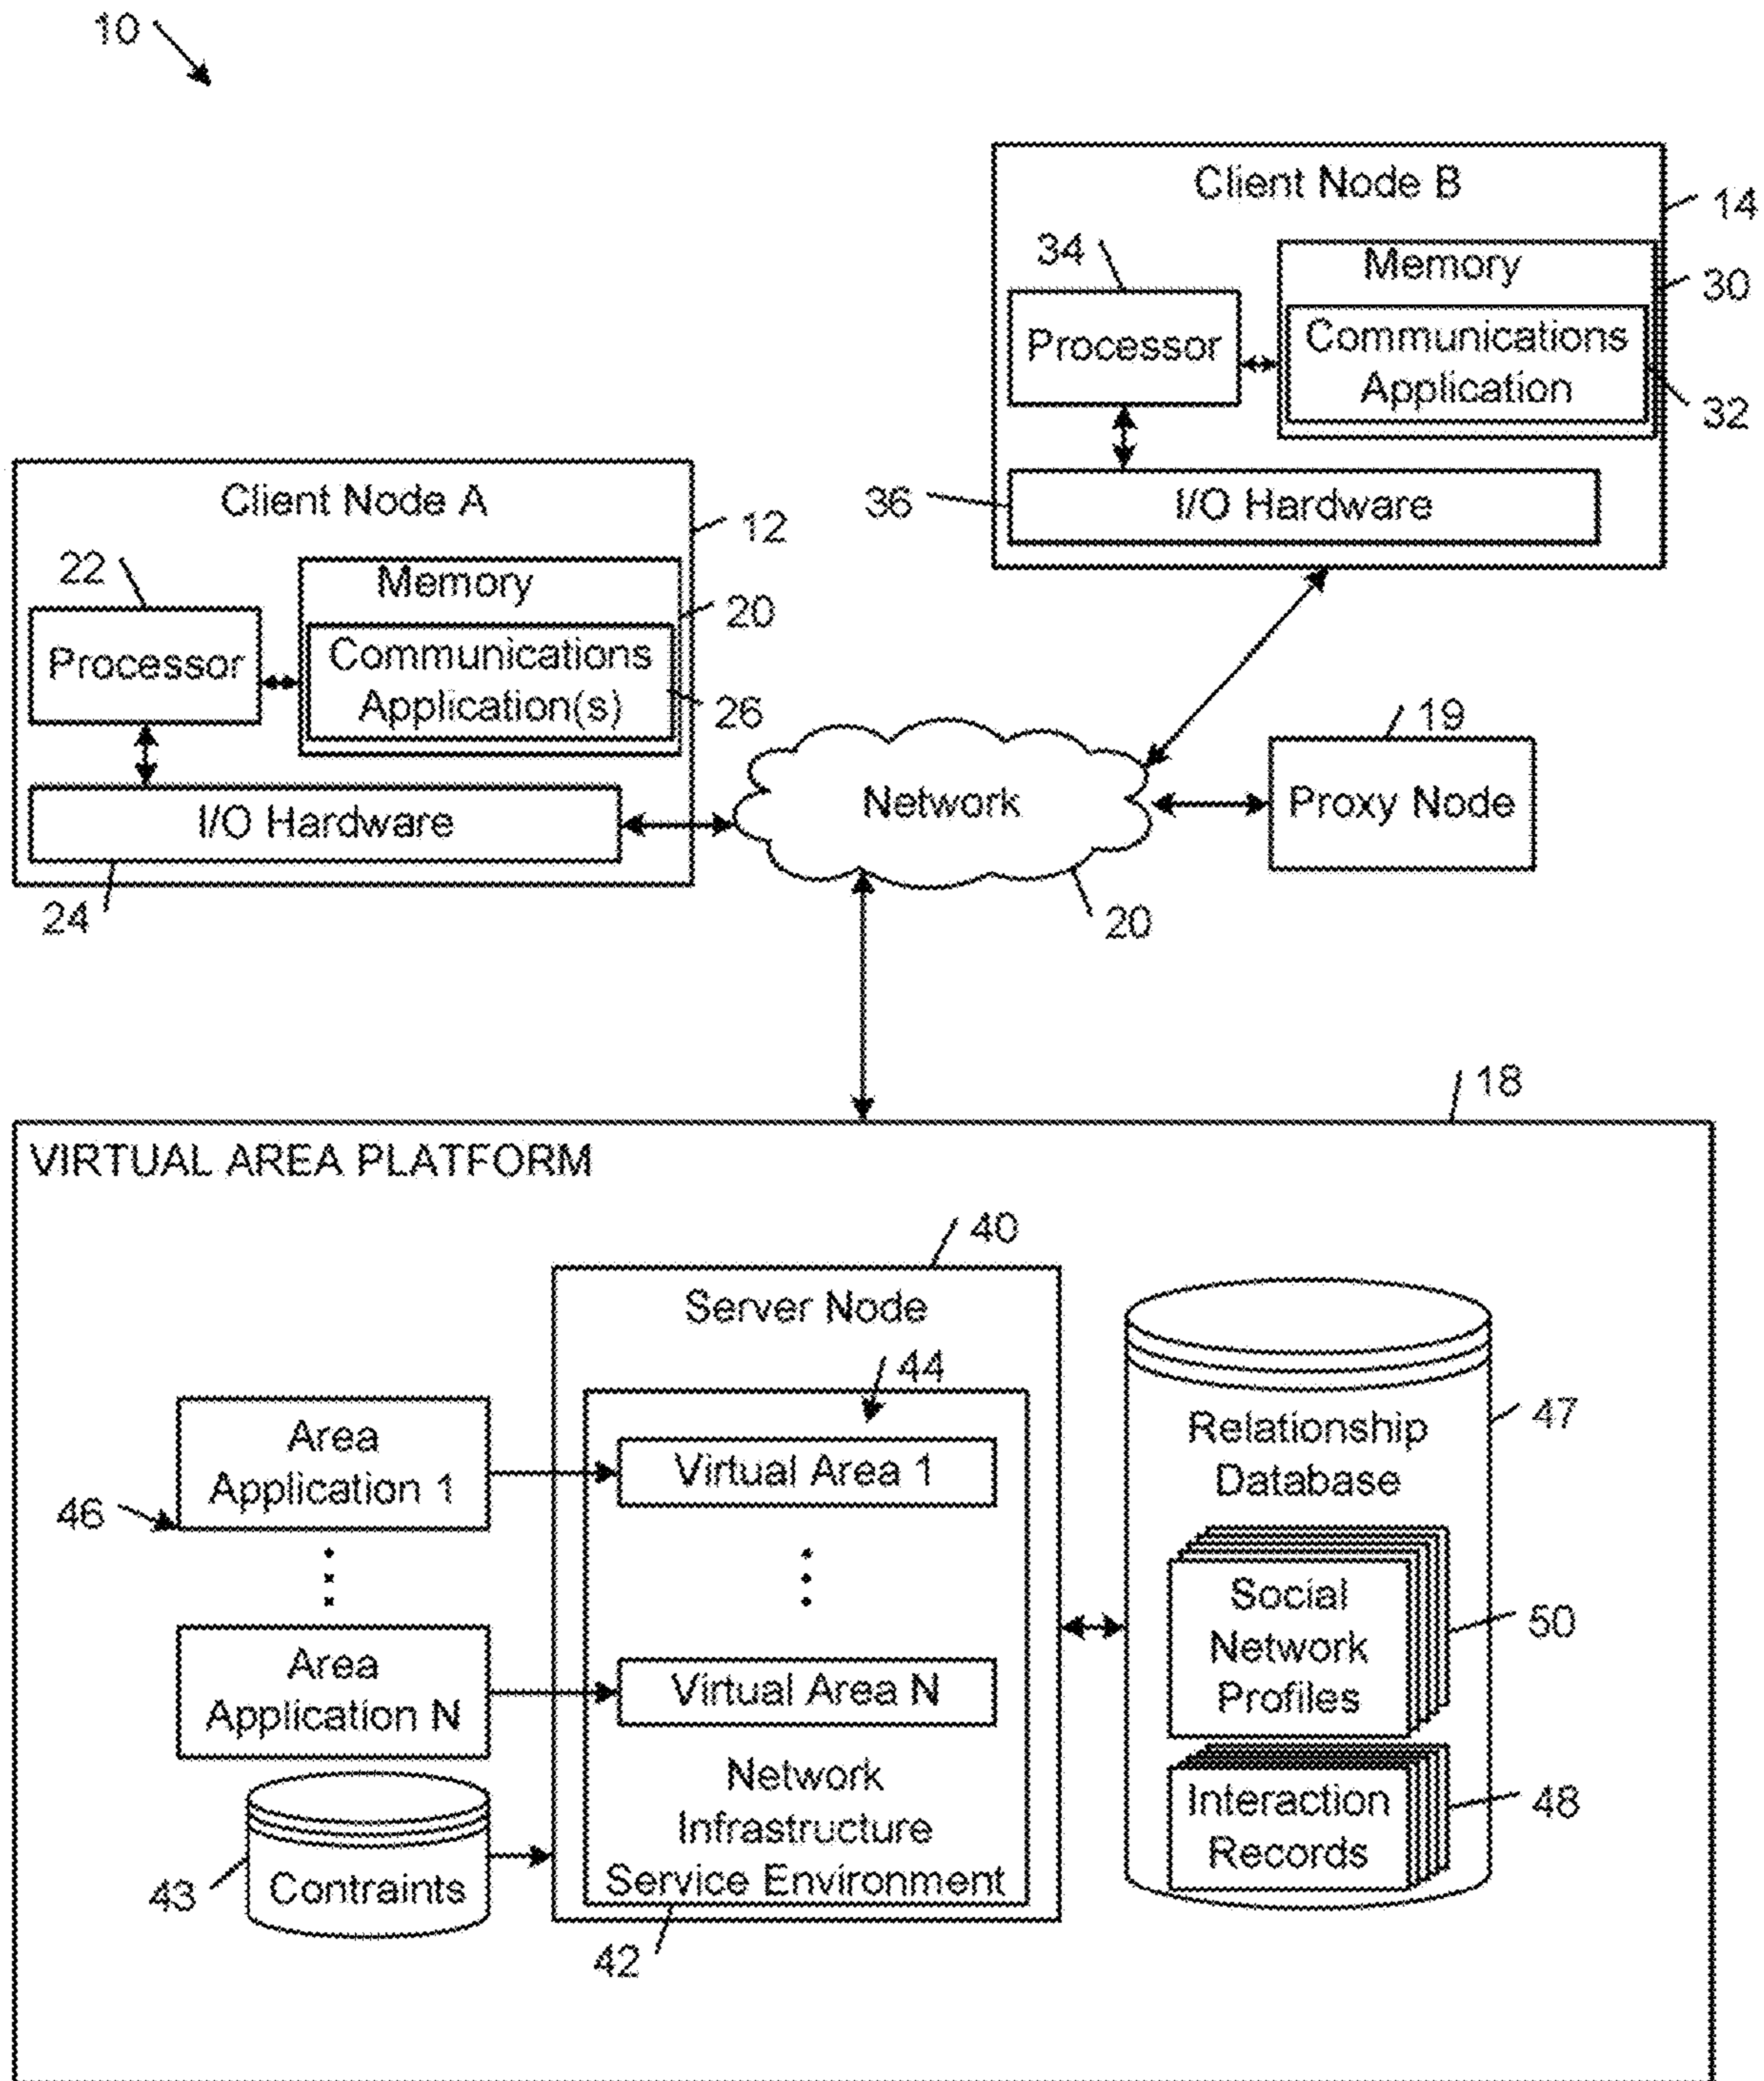 10
Client Node B
14
34
Memory
30
Processor
Communications
Application
32
36
I/O Hardware
Client Node A
12
22
Memory
20
Processor
Communications
Application(s)
26
I/O Hardware
24
Network
20
19
Proxy Node
18
VIRTUAL AREA PLATFORM
40
Server Node
44
Area
Application 1
46
Virtual Area 1
Area
Application N
Virtual Area N
Network
Infrastructure
Service Environment
42
43
Contraints
Relationship
Database
47
Social
Network
Profiles
50
Interaction
Records
48